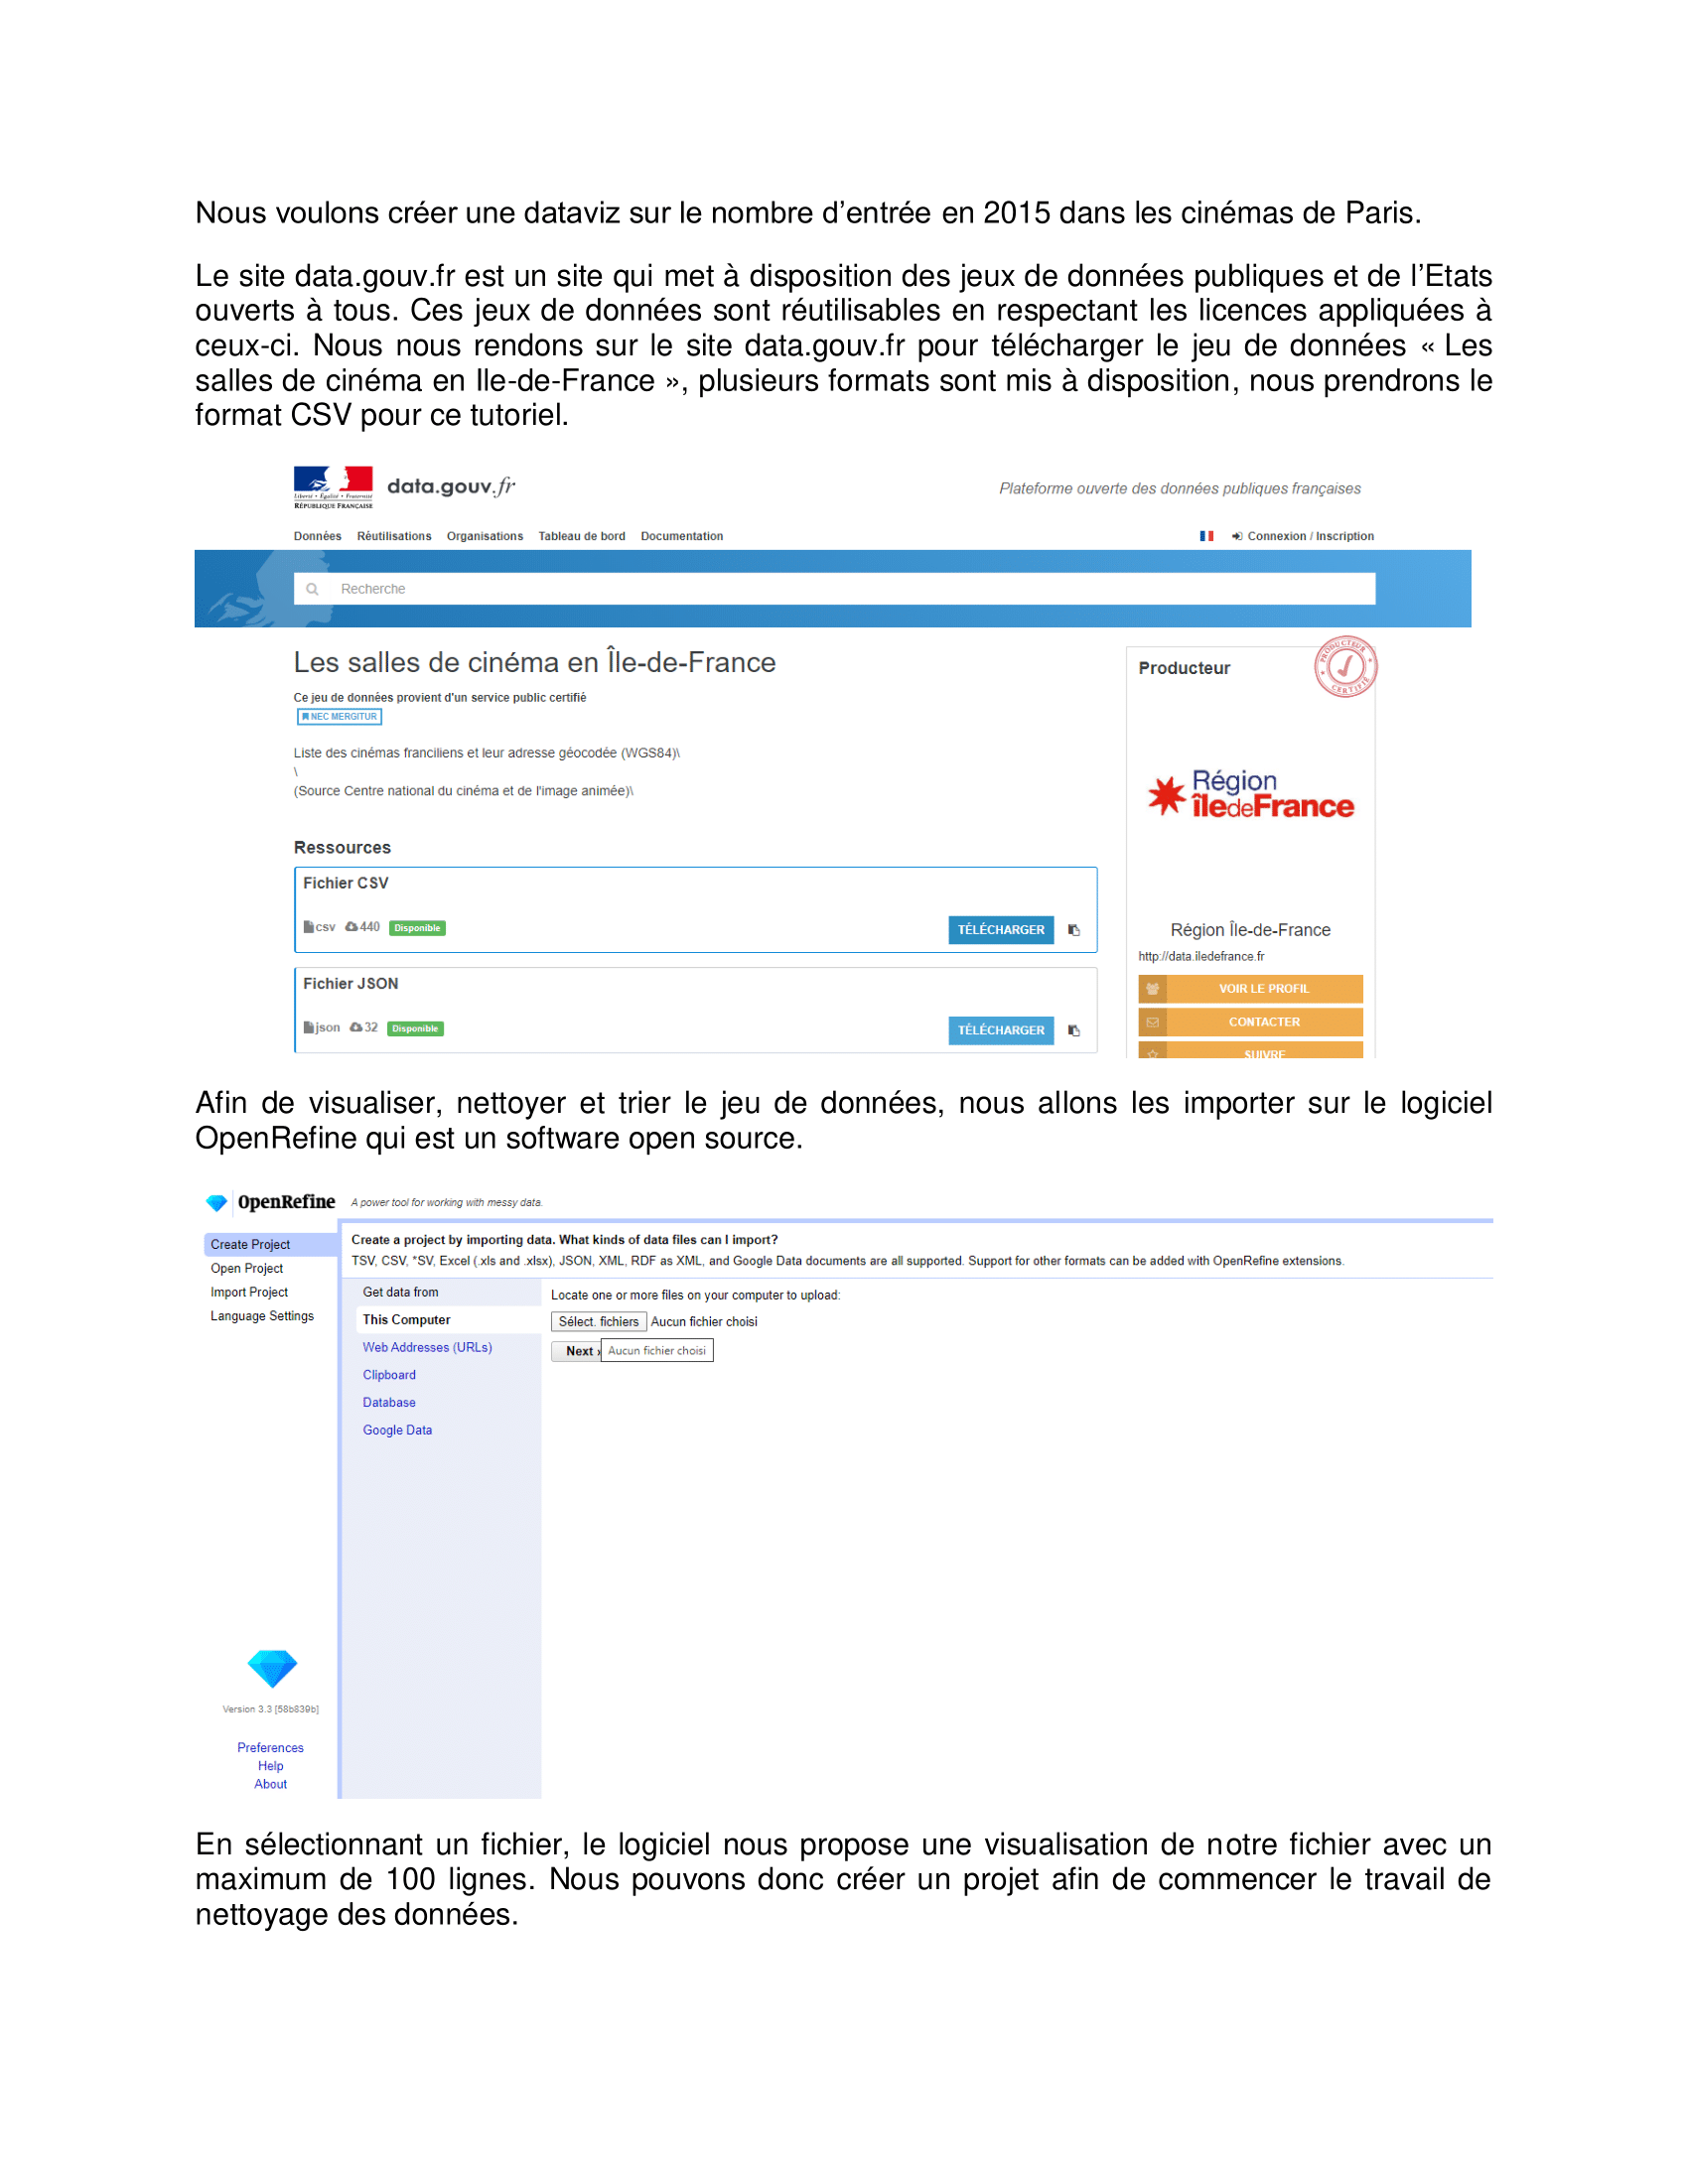 Nous voulons créer une dataviz sur le nombre d’entrée en 2015 dans les cinémas de Paris.
Le site data.gouv.fr est un site qui met à disposition des jeux de données publiques et de l’Etats
ouverts à tous. Ces jeux de données sont réutilisables en respectant les licences appliquées à
ceux-ci. Nous nous rendons sur le site data.gouv.fr pour télécharger le jeu de données « Les
salles de cinéma en Ile-de-France », plusieurs formats sont mis à disposition, nous prendrons le
format CSV pour ce tutoriel.
Liberté • Égalité • Fraternité
RÉPUBLIQUE FRANÇAISE
data.gouv.fr
Plateforme ouverte des données publiques françaises
Données Réutilisations Organisations Tableau de bord Documentation
Connexion / Inscription
Recherche
Les salles de cinéma en Île-de-France
Ce jeu de données provient d'un service public certifié
NEC MERGITUR
Liste des cinémas franciliens et leur adresse géocodée (WGS84)\
\
(Source Centre national du cinéma et de l'image animée)\
Ressources
Fichier CSV
csv 440 Disponible
TÉLÉCHARGER
Fichier JSON
json 32 Disponible
TÉLÉCHARGER
Producteur
PRODUCTEUR CERTIFIÉ
Région
îledeFrance
Région Île-de-France
http://data.iledefrance.fr
VOIR LE PROFIL
CONTACTER
SUIVRE
Afin de visualiser, nettoyer et trier le jeu de données, nous allons les importer sur le logiciel
OpenRefine qui est un software open source.
OpenRefine A power tool for working with messy data.
Create Project
Open Project
Import Project
Language Settings
Create a project by importing data. What kinds of data files can I import?
TSV, CSV, *SV, Excel (.xls and .xlsx), JSON, XML, RDF as XML, and Google Data documents are all supported. Support for other formats can be added with OpenRefine extensions.
Get data from
This Computer
Web Addresses (URLs)
Clipboard
Database
Google Data
Locate one or more files on your computer to upload:
Sélect. fichiers Aucun fichier choisi
Next » Aucun fichier choisi
Version 3.3 [58b839b]
Preferences
Help
About
En sélectionnant un fichier, le logiciel nous propose une visualisation de notre fichier avec un
maximum de 100 lignes. Nous pouvons donc créer un projet afin de commencer le travail de
nettoyage des données.